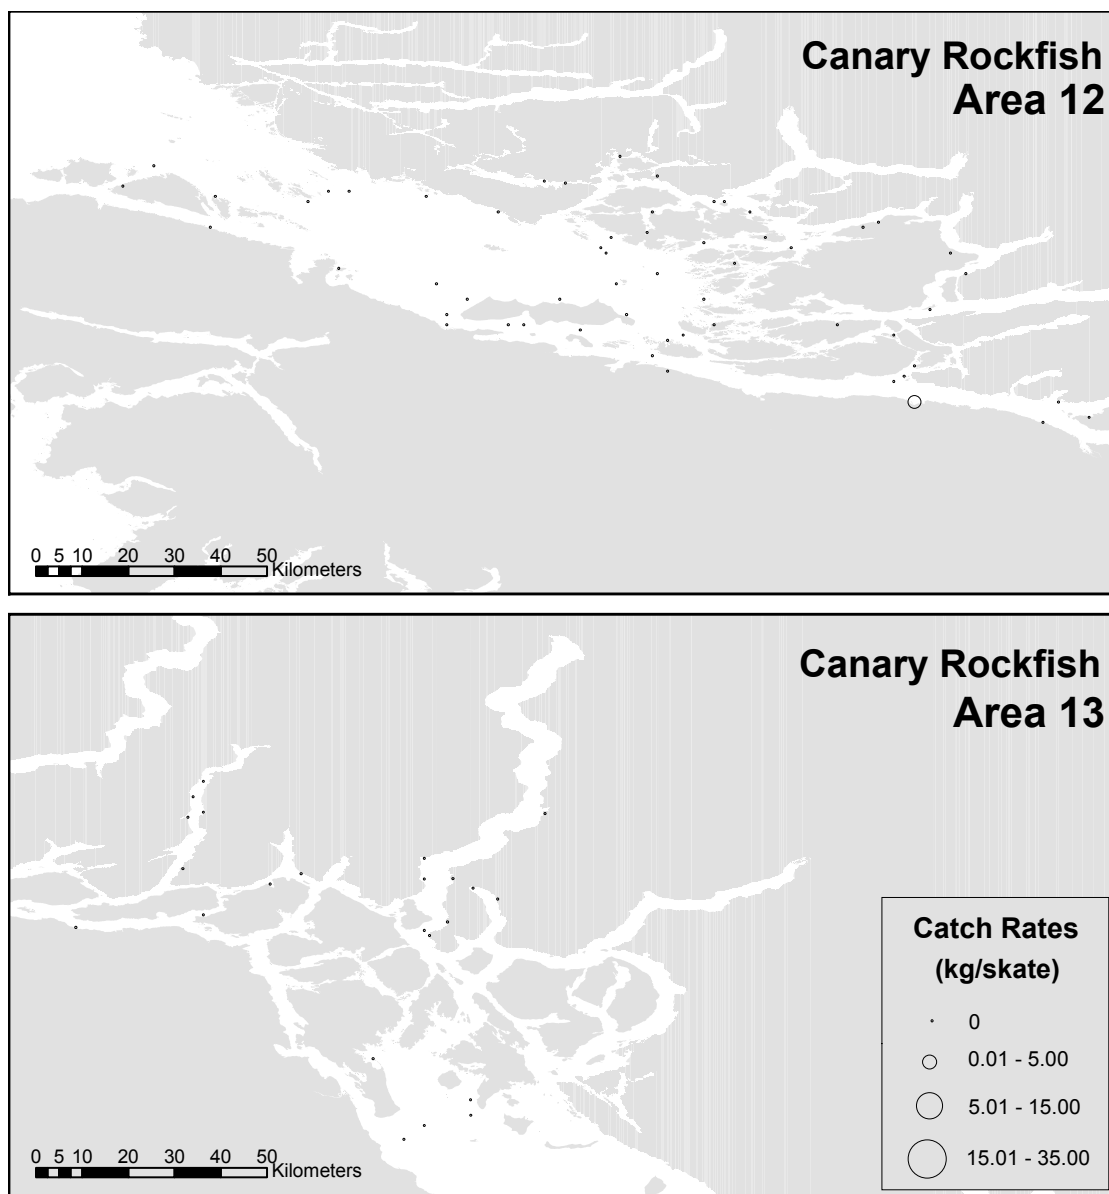 Canary Rockfish
Area 12
0 5 10 20 30 40 50
Kilometers
Canary Rockfish
Area 13
Catch Rates
(kg/skate)
0
0.01 - 5.00
5.01 - 15.00
15.01 - 35.00
0 5 10 20 30 40 50
Kilometers